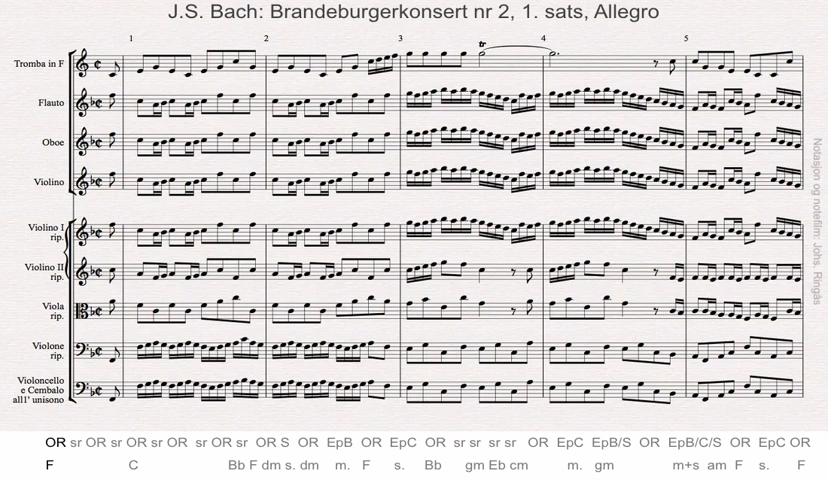 J.S. Bach: Brandeburgerkonsert nr 2, 1. sats, Allegro
1 2 3 4 5
Tromba in F
tr
Flauto
Oboe
Violino
Violino I
rip.
Violino II
rip.
Viola
rip.
Violone
rip.
Violoncello
e Cembalo
all1' unisono
Notasjon og notefilm: Johs. Ringås
OR sr OR sr OR sr OR sr OR sr OR S OR EpB OR EpC OR sr sr sr sr OR EpC EpB/S OR EpB/C/S OR EpC OR
F C Bb F dm s. dm m. F s. Bb gm Eb cm m. gm m+s am F s. F